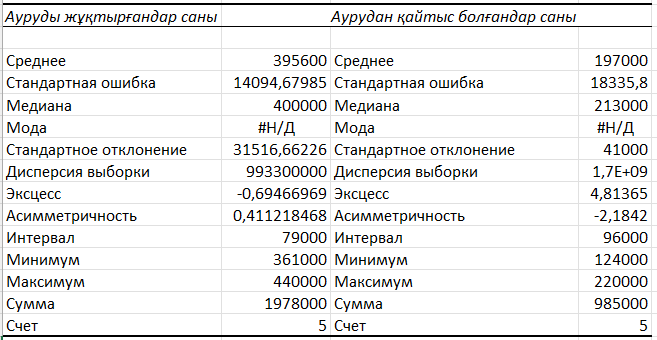 Ауруды жұқтырғандар саны Аурудан қайтыс болғандар саны
Среднее 395600 Среднее 197000
Стандартная ошибка 14094,67985 Стандартная ошибка 18335,8
Медиана 400000 Медиана 213000
Мода #Н/Д Мода #Н/Д
Стандартное отклонение 31516,66226 Стандартное отклонение 41000
Дисперсия выборки 993300000 Дисперсия выборки 1,7E+09
Эксцесс -0,69466969 Эксцесс 4,81365
Асимметричность 0,411218468 Асимметричность -2,1842
Интервал 79000 Интервал 96000
Минимум 361000 Минимум 124000
Максимум 440000 Максимум 220000
Сумма 1978000 Сумма 985000
Счет 5 Счет 5